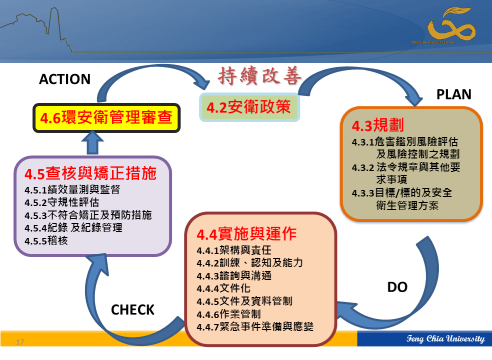 持續改善
ACTION
PLAN
4.2安衛政策
4.6環安衛管理審查
4.3規劃
4.3.1危害鑑別風險評估
及風險控制之規劃
4.3.2 法令規章與其他要
求事項
4.3.3目標/標的及安全
衛生管理方案
4.5查核與矯正措施
4.5.1績效量測與監督
4.5.2守規性評估
4.5.3不符合矯正及預防措施
4.5.4紀錄 及紀錄管理
4.5.5稽核
4.4實施與運作
4.4.1架構與責任
4.4.2訓練、認知及能力
4.4.3諮詢與溝通
4.4.4文件化
4.4.5文件及資料管制
4.4.6作業管制
4.4.7緊急事件準備與應變
DO
CHECK
17
Feng Chia University